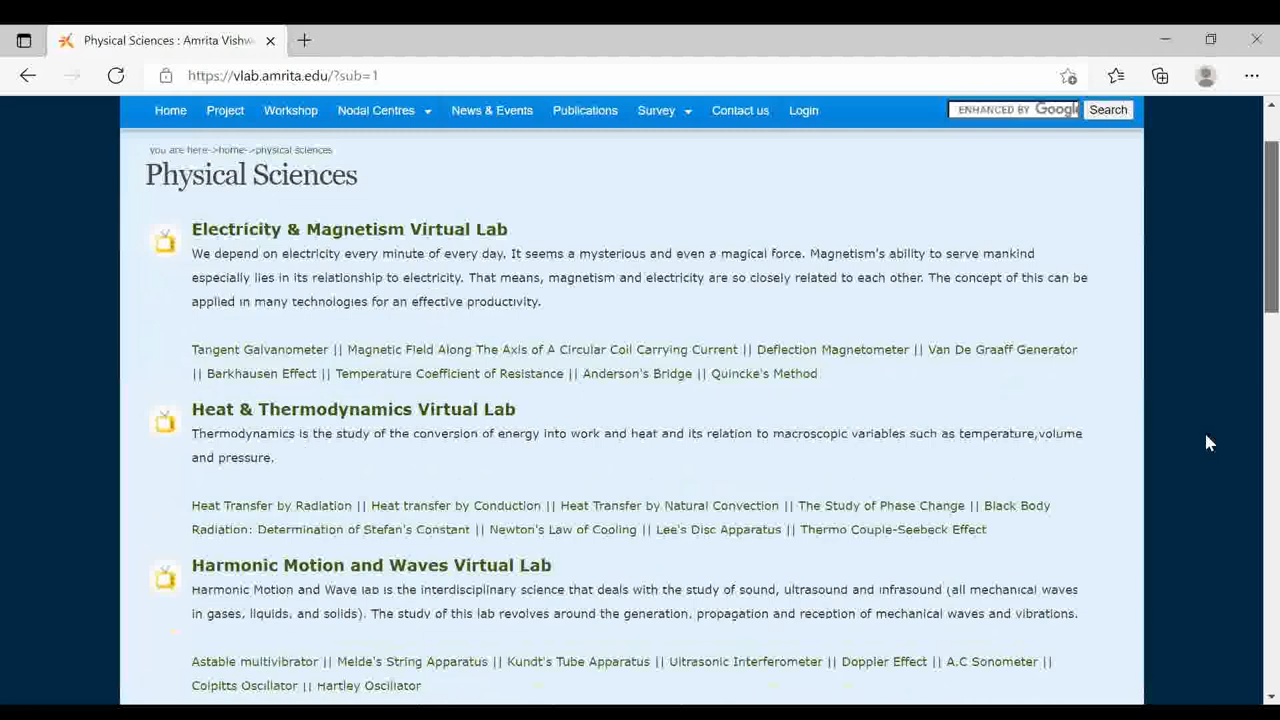 Physical Sciences : Amrita Vishw
https://vlab.amrita.edu/?sub=1
Home Project Workshop Nodal Centres News & Events Publications Survey Contact us Login ENHANCED BY Google Search
you are here->home->physical sciences
Physical Sciences
Electricity & Magnetism Virtual Lab
We depend on electricity every minute of every day. It seems a mysterious and even a magical force. Magnetism's ability to serve mankind
especially lies in its relationship to electricity. That means, magnetism and electricity are so closely related to each other. The concept of this can be
applied in many technologies for an effective productivity.
Tangent Galvanometer || Magnetic Field Along The Axis of A Circular Coil Carrying Current || Deflection Magnetometer || Van De Graaff Generator
|| Barkhausen Effect || Temperature Coefficient of Resistance || Anderson's Bridge || Quincke's Method
Heat & Thermodynamics Virtual Lab
Thermodynamics is the study of the conversion of energy into work and heat and its relation to macroscopic variables such as temperature,volume
and pressure.
Heat Transfer by Radiation || Heat transfer by Conduction || Heat Transfer by Natural Convection || The Study of Phase Change || Black Body
Radiation: Determination of Stefan's Constant || Newton's Law of Cooling || Lee's Disc Apparatus || Thermo Couple-Seebeck Effect
Harmonic Motion and Waves Virtual Lab
Harmonic Motion and Wave lab is the interdisciplinary science that deals with the study of sound, ultrasound and infrasound (all mechanical waves
in gases, liquids, and solids). The study of this lab revolves around the generation, propagation and reception of mechanical waves and vibrations.
Astable multivibrator || Melde's String Apparatus || Kundt's Tube Apparatus || Ultrasonic Interferometer || Doppler Effect || A.C Sonometer ||
Colpitts Oscillator || Hartley Oscillator